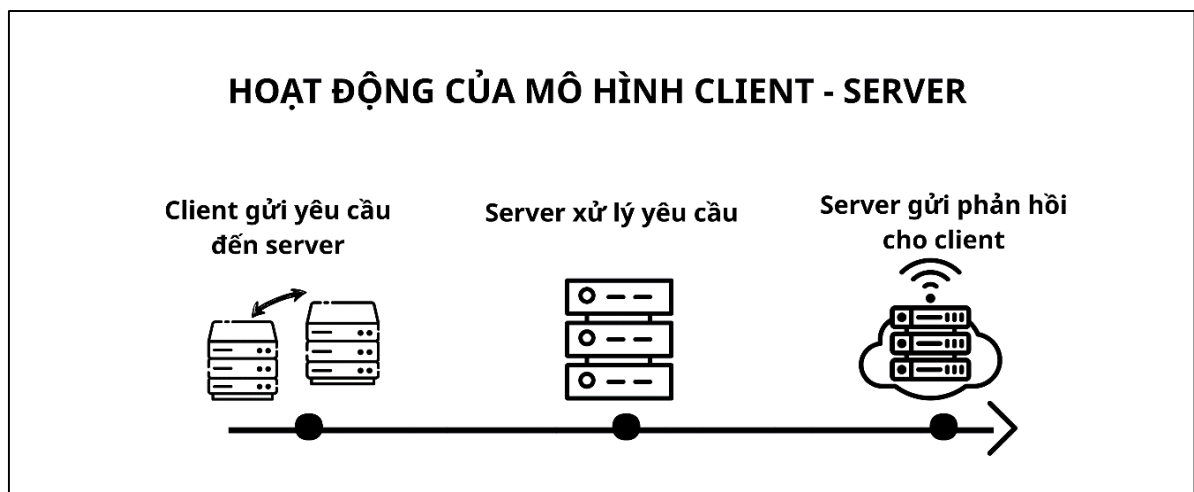 HOẠT ĐỘNG CỦA MÔ HÌNH CLIENT - SERVER
Client gửi yêu cầu
đến server
Server xử lý yêu cầu
Server gửi phản hồi
cho client